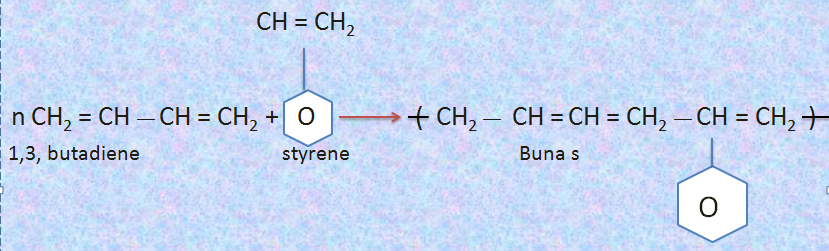 CH = CH₂
n CH₂ = CH — CH = CH₂ + O → ( CH₂ — CH = CH = CH₂ — CH = CH₂ )
1,3, butadiene styrene Buna s
O